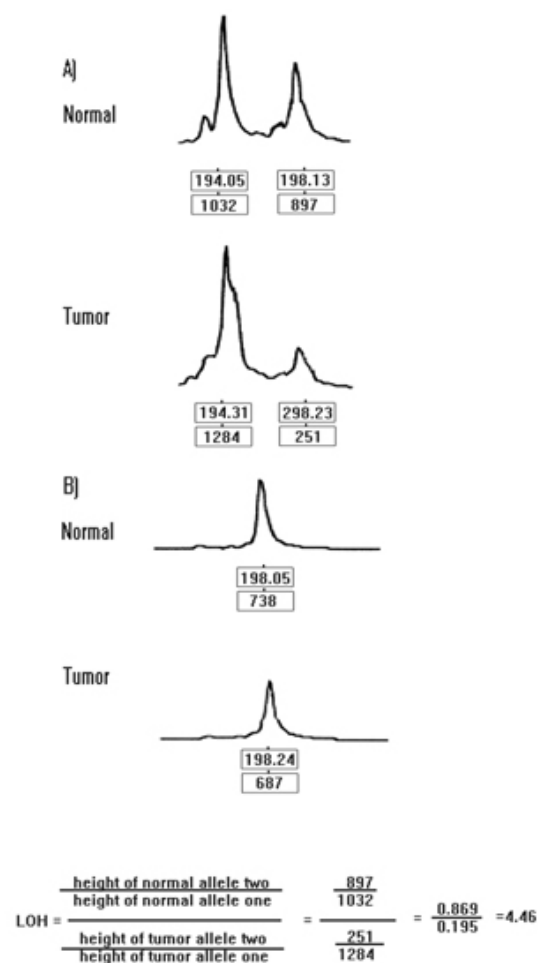 A)
Normal
194.05 198.13
1032 897
Tumor
194.31 298.23
1284 251
B)
Normal
198.05
738
Tumor
198.24
687
height of normal allele two
height of normal allele one
LOH =
height of tumor allele two
height of tumor allele one
=
897
1032
251
1284
=
0.869
0.195
=4.46